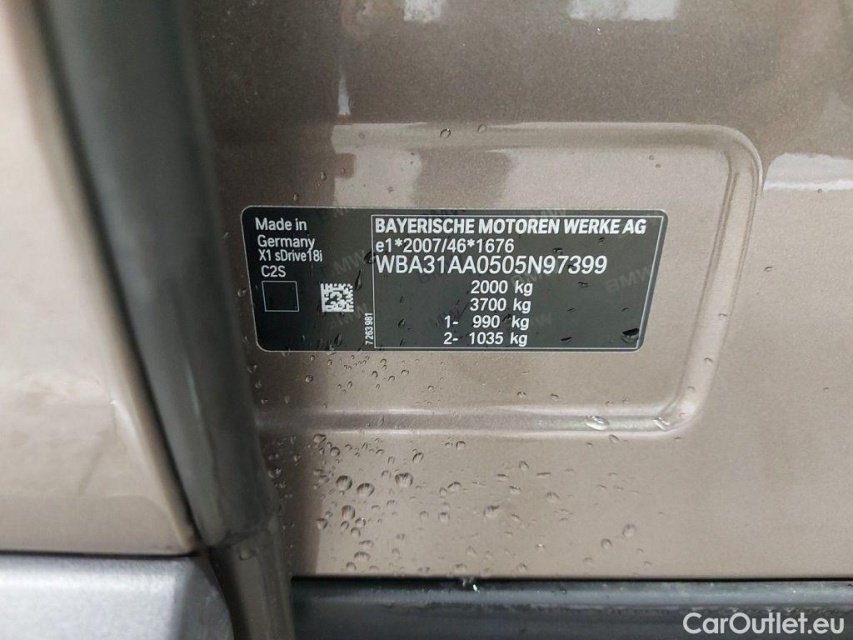 Made in
Germany
X1 sDrive18i
C2S
7 263 981
BAYERISCHE MOTOREN WERKE AG
e1*2007/46*1676
WBA31AA0505N97399
2000 kg
3700 kg
1- 990 kg
2- 1035 kg
CarOutlet.eu